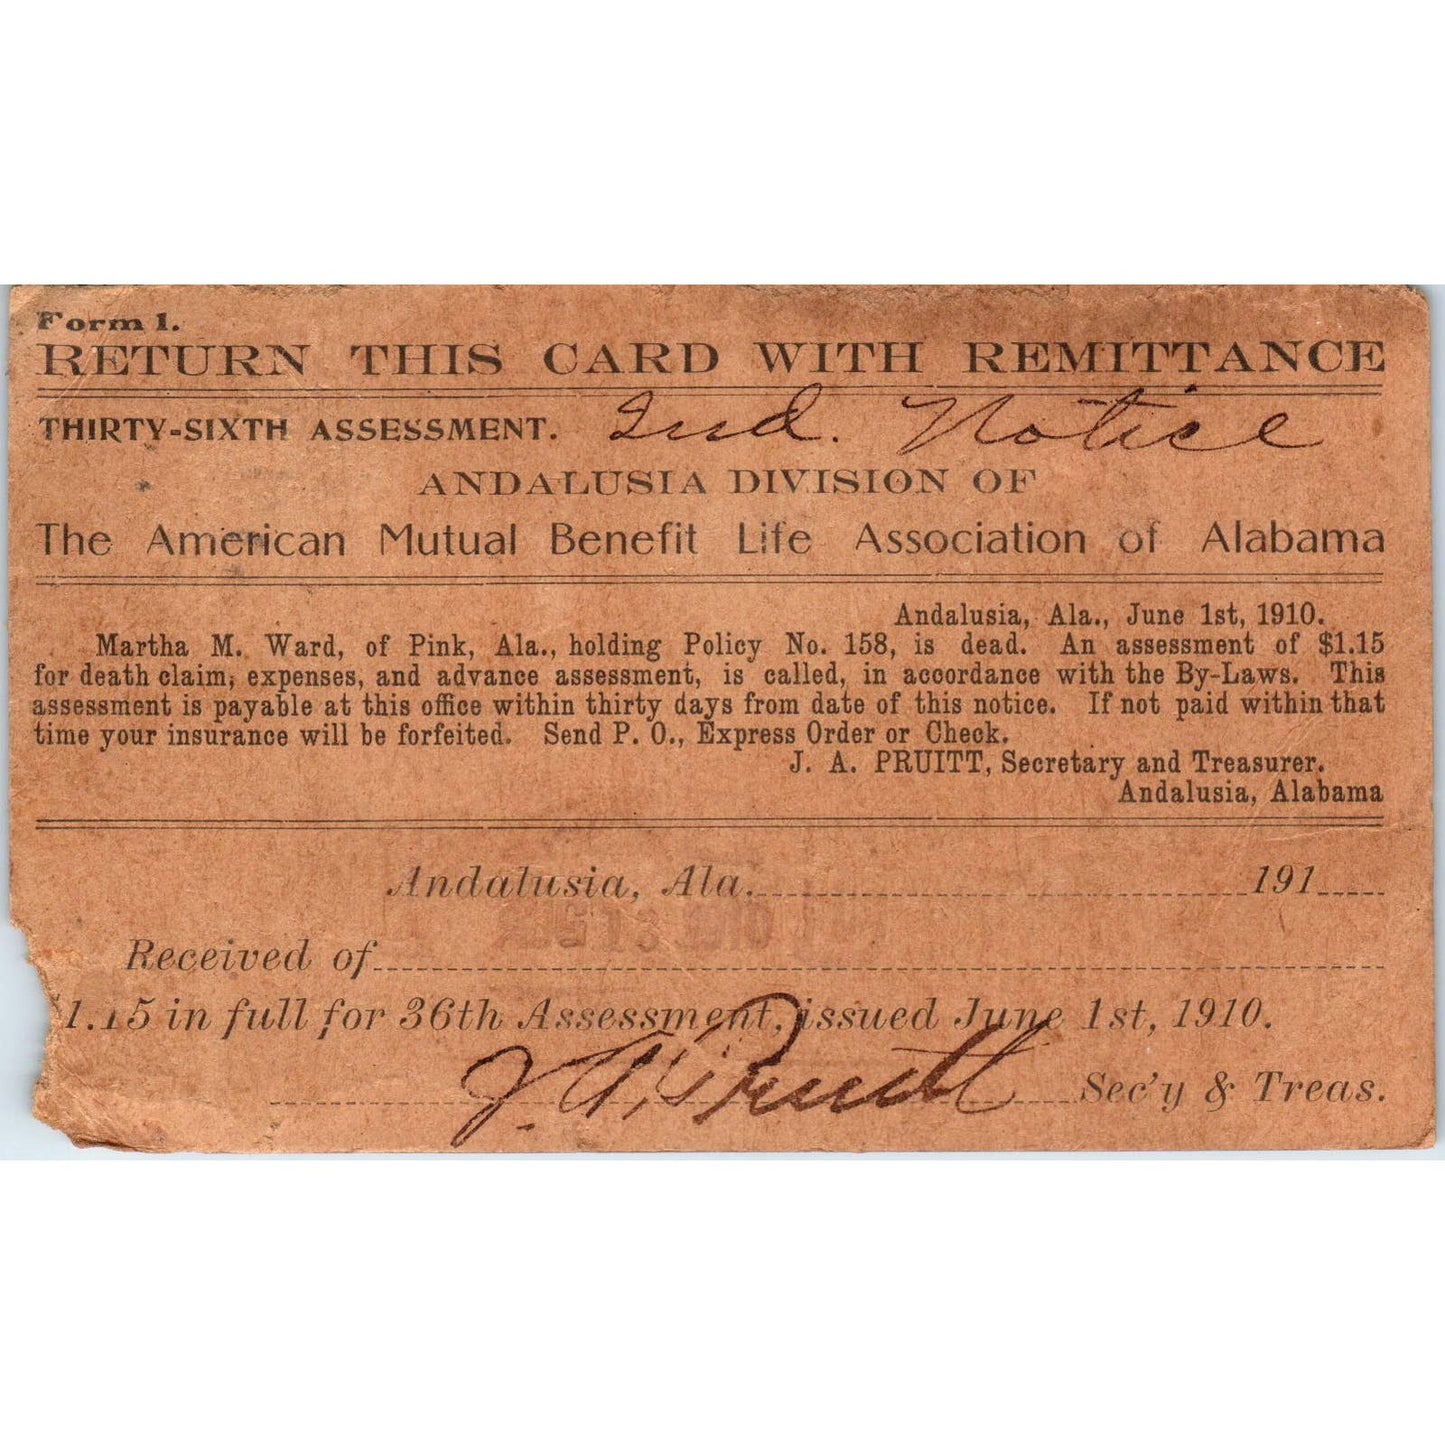 Form 1.
RETURN THIS CARD WITH REMITTANCE
THIRTY-SIXTH ASSESSMENT. 2nd. Notice
ANDALUSIA DIVISION OF
The American Mutual Benefit Life Association of Alabama
Andalusia, Ala., June 1st, 1910.
Martha M. Ward, of Pink, Ala., holding Policy No. 158, is dead. An assessment of $1.15
for death claim, expenses, and advance assessment, is called, in accordance with the By-Laws. This
assessment is payable at this office within thirty days from date of this notice. If not paid within that
time your insurance will be forfeited. Send P. O., Express Order or Check.
J. A. PRUITT, Secretary and Treasurer.
Andalusia, Alabama
Andalusia, Ala. 191
Received of
1.15 in full for 36th Assessment, issued June 1st, 1910.
J. A. Pruitt Sec'y & Treas.